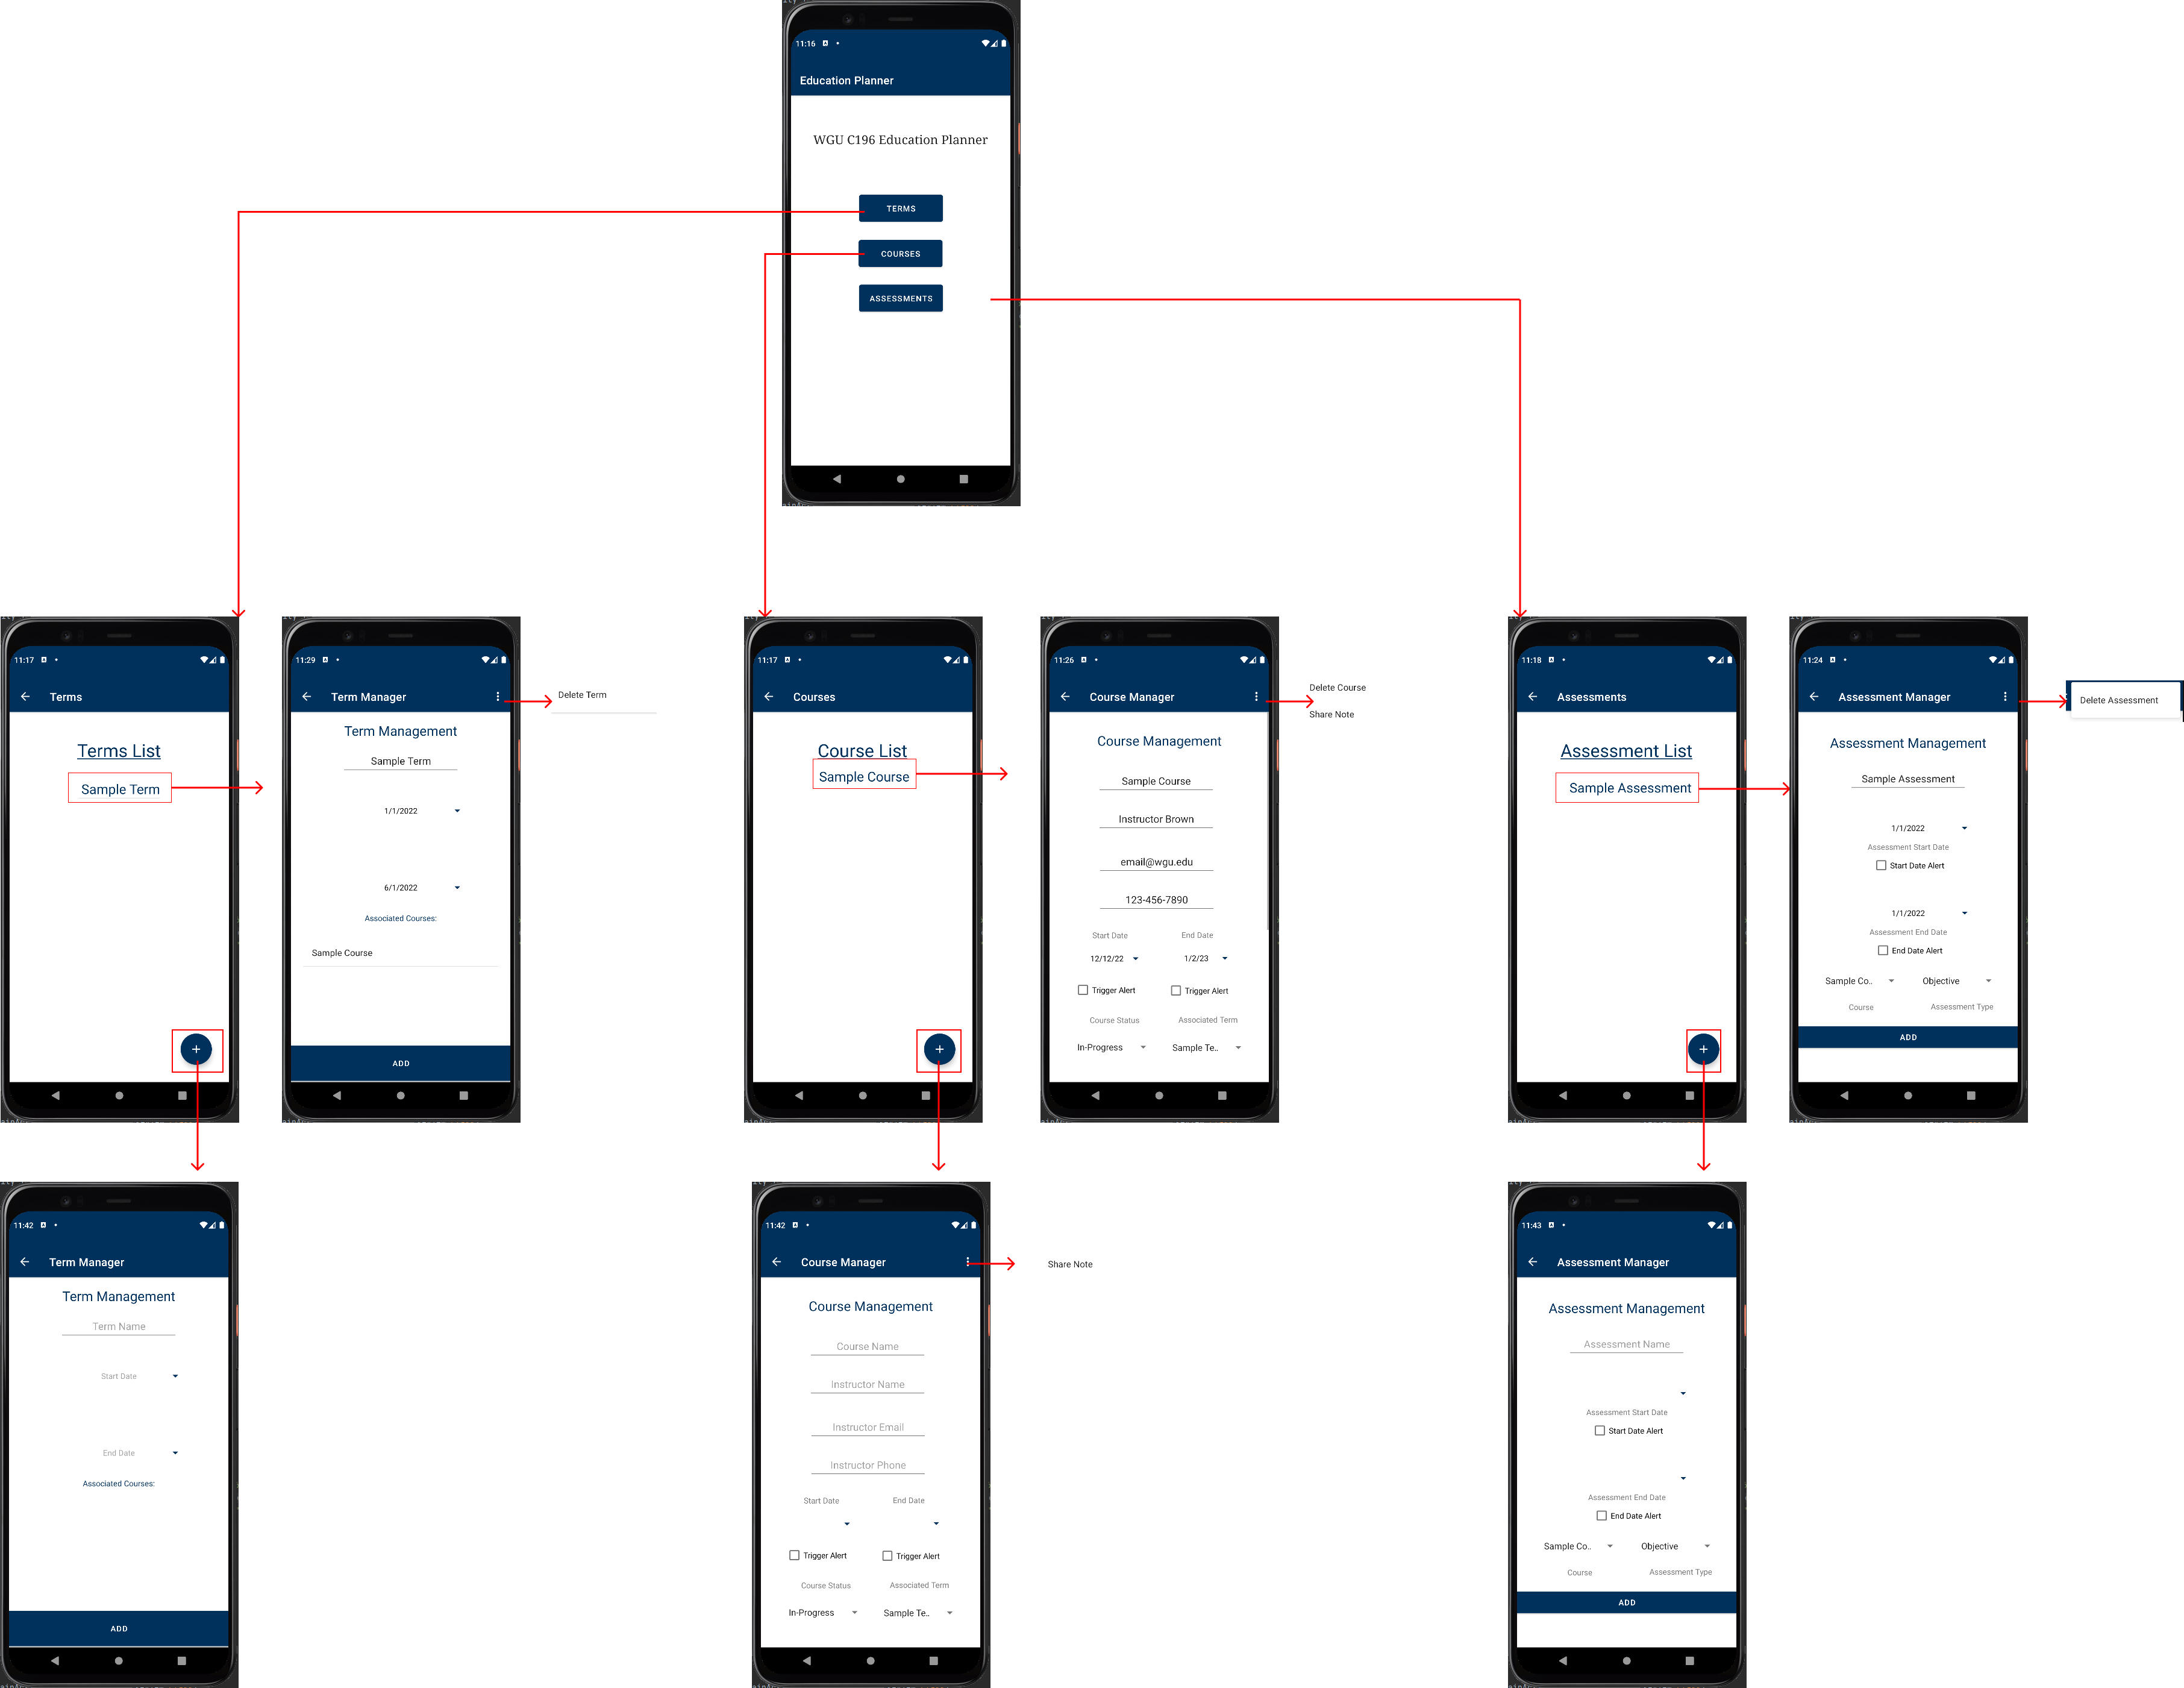 11:16
Education Planner
WGU C196 Education Planner
TERMS
COURSES
ASSESSMENTS
11:17
Terms
Terms List
Sample Term
11:29
Term Manager
Delete Term
Term Management
Sample Term
1/1/2022
6/1/2022
Associated Courses:
Sample Course
ADD
11:17
Courses
Course List
Sample Course
11:26
Course Manager
Delete Course
Share Note
Course Management
Sample Course
Instructor Brown
email@wgu.edu
123-456-7890
Start Date End Date
12/12/22 1/2/23
Trigger Alert Trigger Alert
Course Status Associated Term
In-Progress Sample Te..
11:18
Assessments
Assessment List
Sample Assessment
11:24
Assessment Manager
Delete Assessment
Assessment Management
Sample Assessment
1/1/2022
Assessment Start Date
Start Date Alert
1/1/2022
Assessment End Date
End Date Alert
Sample Co.. Objective
Course Assessment Type
ADD
11:42
Term Manager
Term Management
Term Name
Start Date
End Date
Associated Courses:
ADD
11:42
Course Manager
Share Note
Course Management
Course Name
Instructor Name
Instructor Email
Instructor Phone
Start Date End Date
Trigger Alert Trigger Alert
Course Status Associated Term
In-Progress Sample Te..
11:43
Assessment Manager
Assessment Management
Assessment Name
Assessment Start Date
Start Date Alert
Assessment End Date
End Date Alert
Sample Co.. Objective
Course Assessment Type
ADD